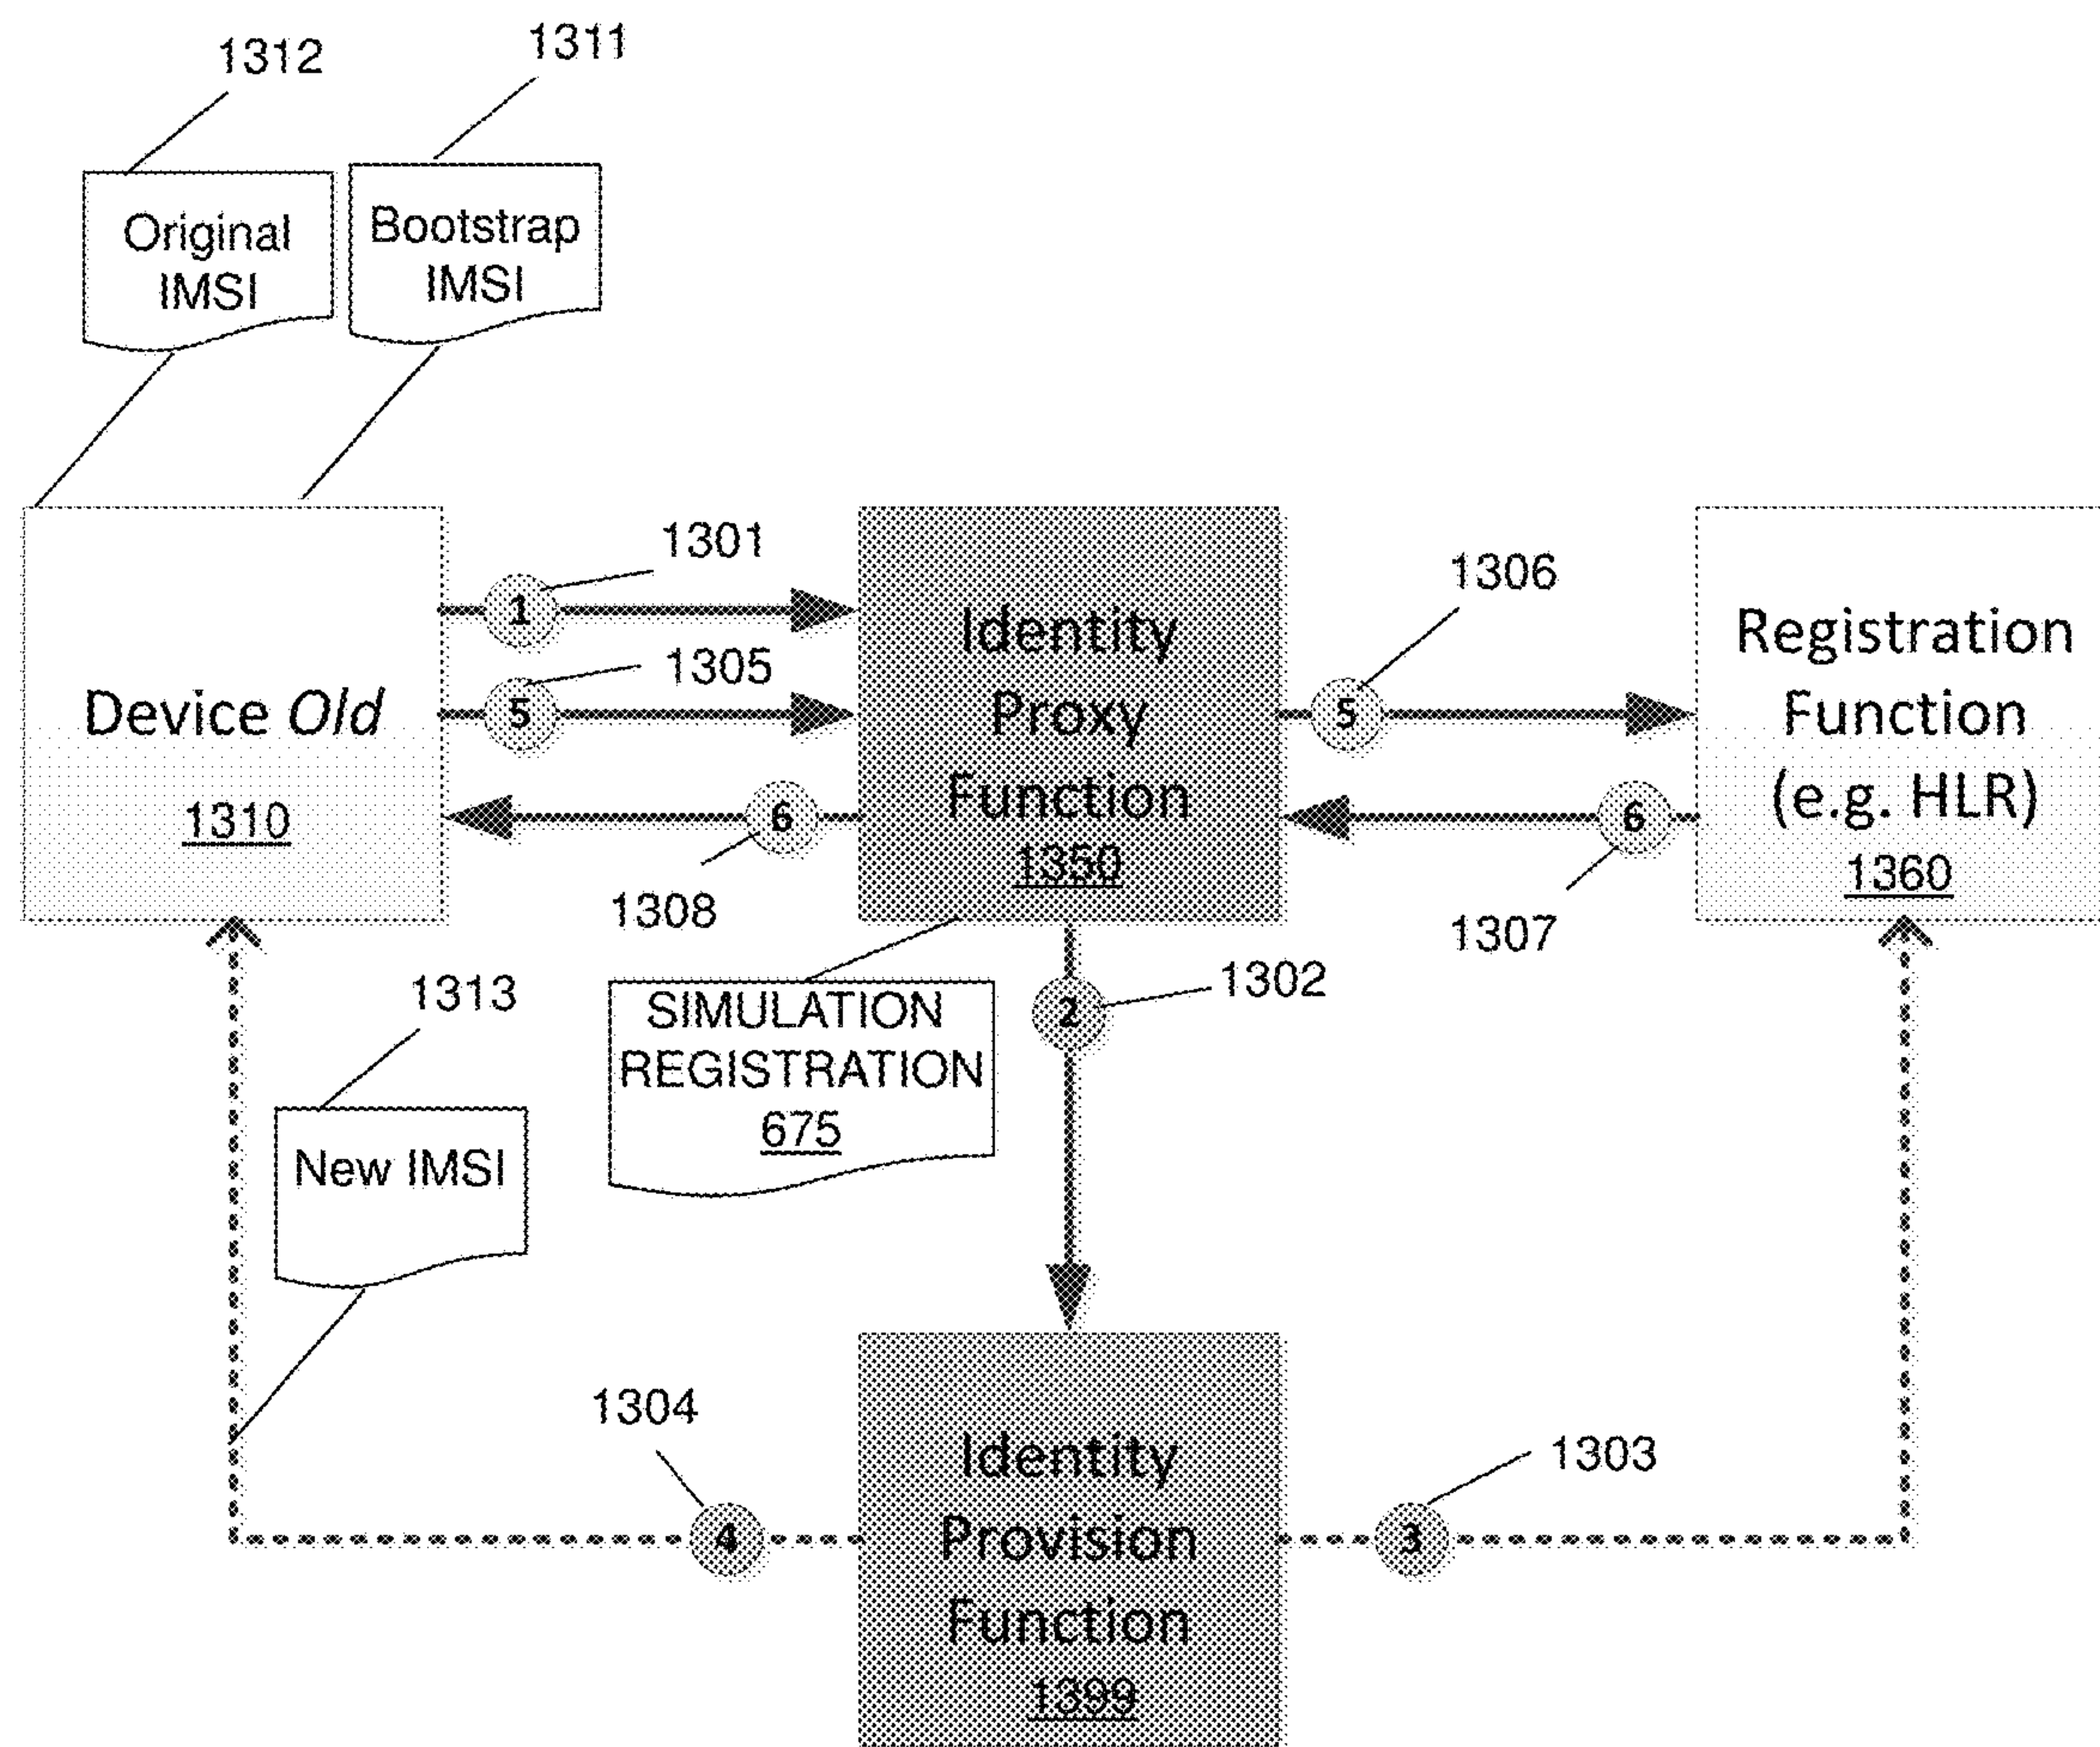 1312
1311
Original
IMSI
Bootstrap
IMSI
1301
1
1305
5
Device Old
1310
6
1308
Identity
Proxy
Function
1350
1306
5
6
1307
Registration
Function
(e.g. HLR)
1360
1313
New IMSI
SIMULATION
REGISTRATION
675
2
1302
1304
4
Identity
Provision
Function
1399
3
1303